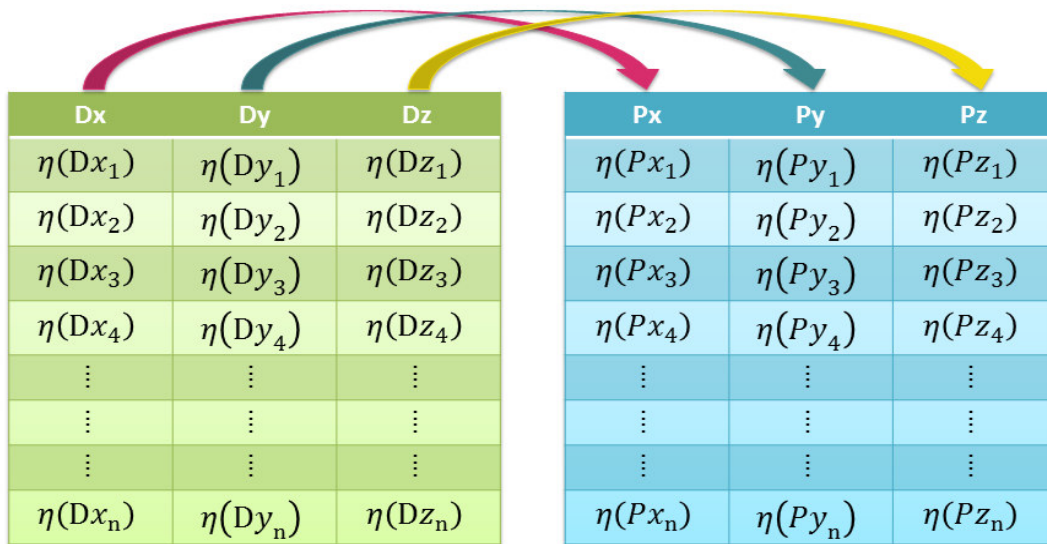 Dx Dy Dz Px Py Pz
η(Dx₁) η(Dy₁) η(Dz₁) η(Px₁) η(Py₁) η(Pz₁)
η(Dx₂) η(Dy₂) η(Dz₂) η(Px₂) η(Py₂) η(Pz₂)
η(Dx₃) η(Dy₃) η(Dz₃) η(Px₃) η(Py₃) η(Pz₃)
η(Dx₄) η(Dy₄) η(Dz₄) η(Px₄) η(Py₄) η(Pz₄)
⋮ ⋮ ⋮ ⋮ ⋮ ⋮
⋮ ⋮ ⋮ ⋮ ⋮ ⋮
⋮ ⋮ ⋮ ⋮ ⋮ ⋮
η(Dxₙ) η(Dyₙ) η(Dzₙ) η(Pxₙ) η(Pyₙ) η(Pzₙ)